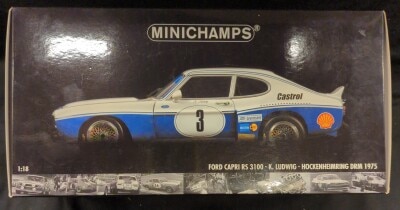 MINICHAMPS®
Castrol
3
1:18
FORD CAPRI RS 3100 - K. LUDWIG - HOCKENHEIMRING DRM 1975